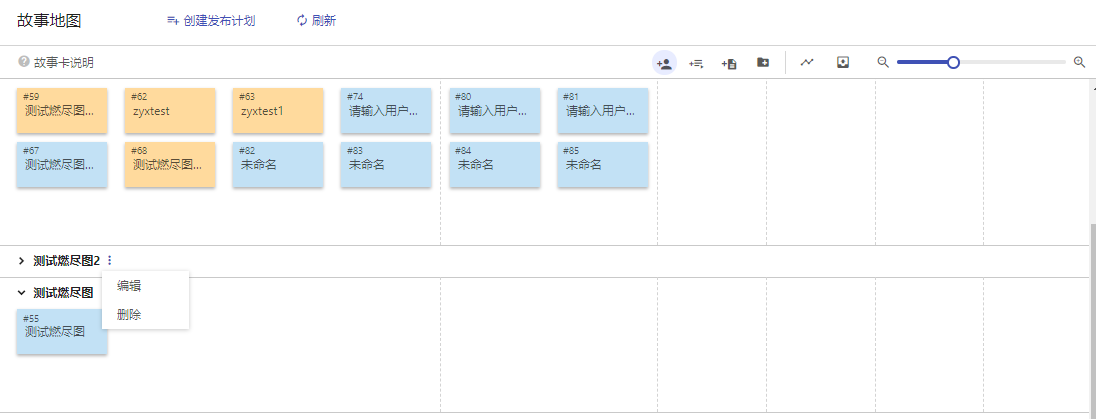 故事地图 创建发布计划 刷新
故事卡说明
#59 #62 #63 #74 #80 #81
测试燃尽图... zyxtest zyxtest1 请输入用户... 请输入用户... 请输入用户...
#67 #68 #82 #83 #84 #85
测试燃尽图... 测试燃尽图... 未命名 未命名 未命名 未命名
测试燃尽图2
编辑
测试燃尽图
删除
#55
测试燃尽图